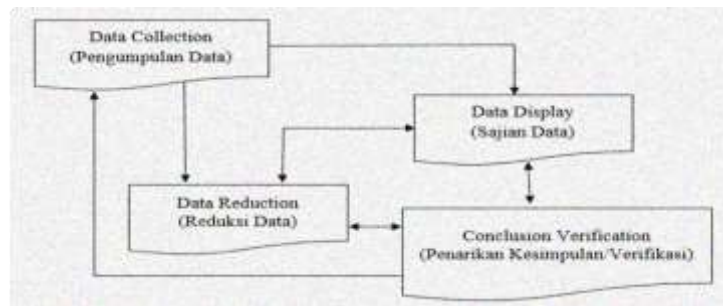 Data Collection
(Pengumpulan Data)
Data Display
(Sajian Data)
Data Reduction
(Reduksi Data)
Conclusion Verification
(Penarikan Kesimpulan/Verifikasi)